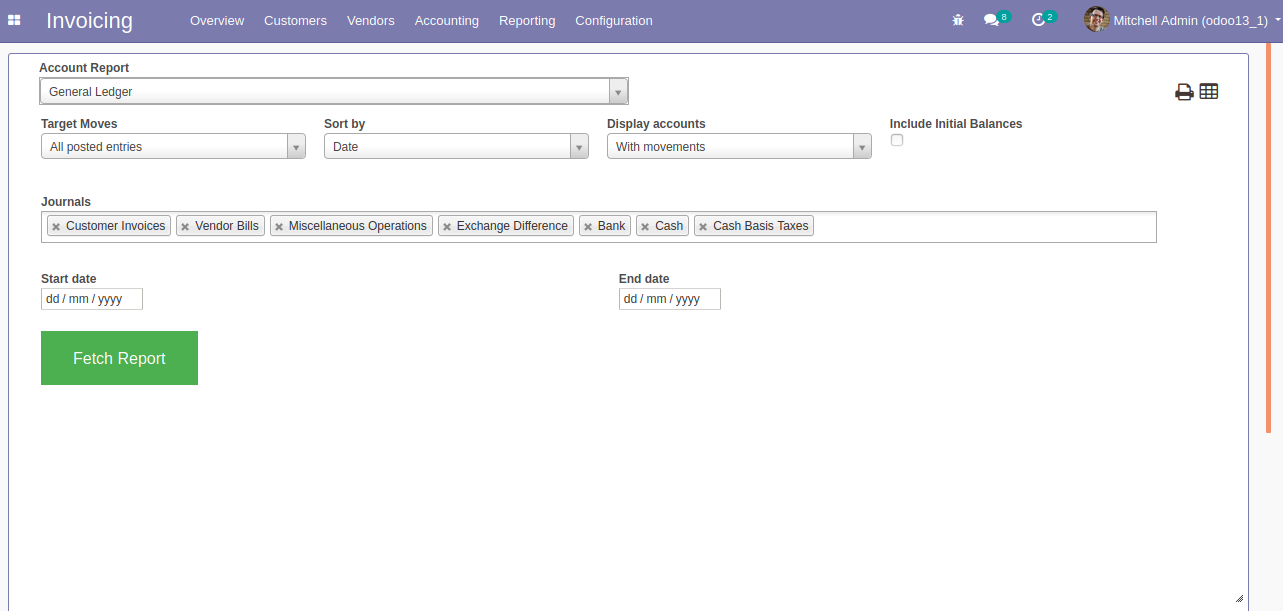 Invoicing Overview Customers Vendors Accounting Reporting Configuration 8 2 Mitchell Admin (odoo13_1)
Account Report
General Ledger
Target Moves Sort by Display accounts Include Initial Balances
All posted entries Date With movements
Journals
Customer Invoices Vendor Bills Miscellaneous Operations Exchange Difference Bank Cash Cash Basis Taxes
Start date End date
dd / mm / yyyy dd / mm / yyyy
Fetch Report